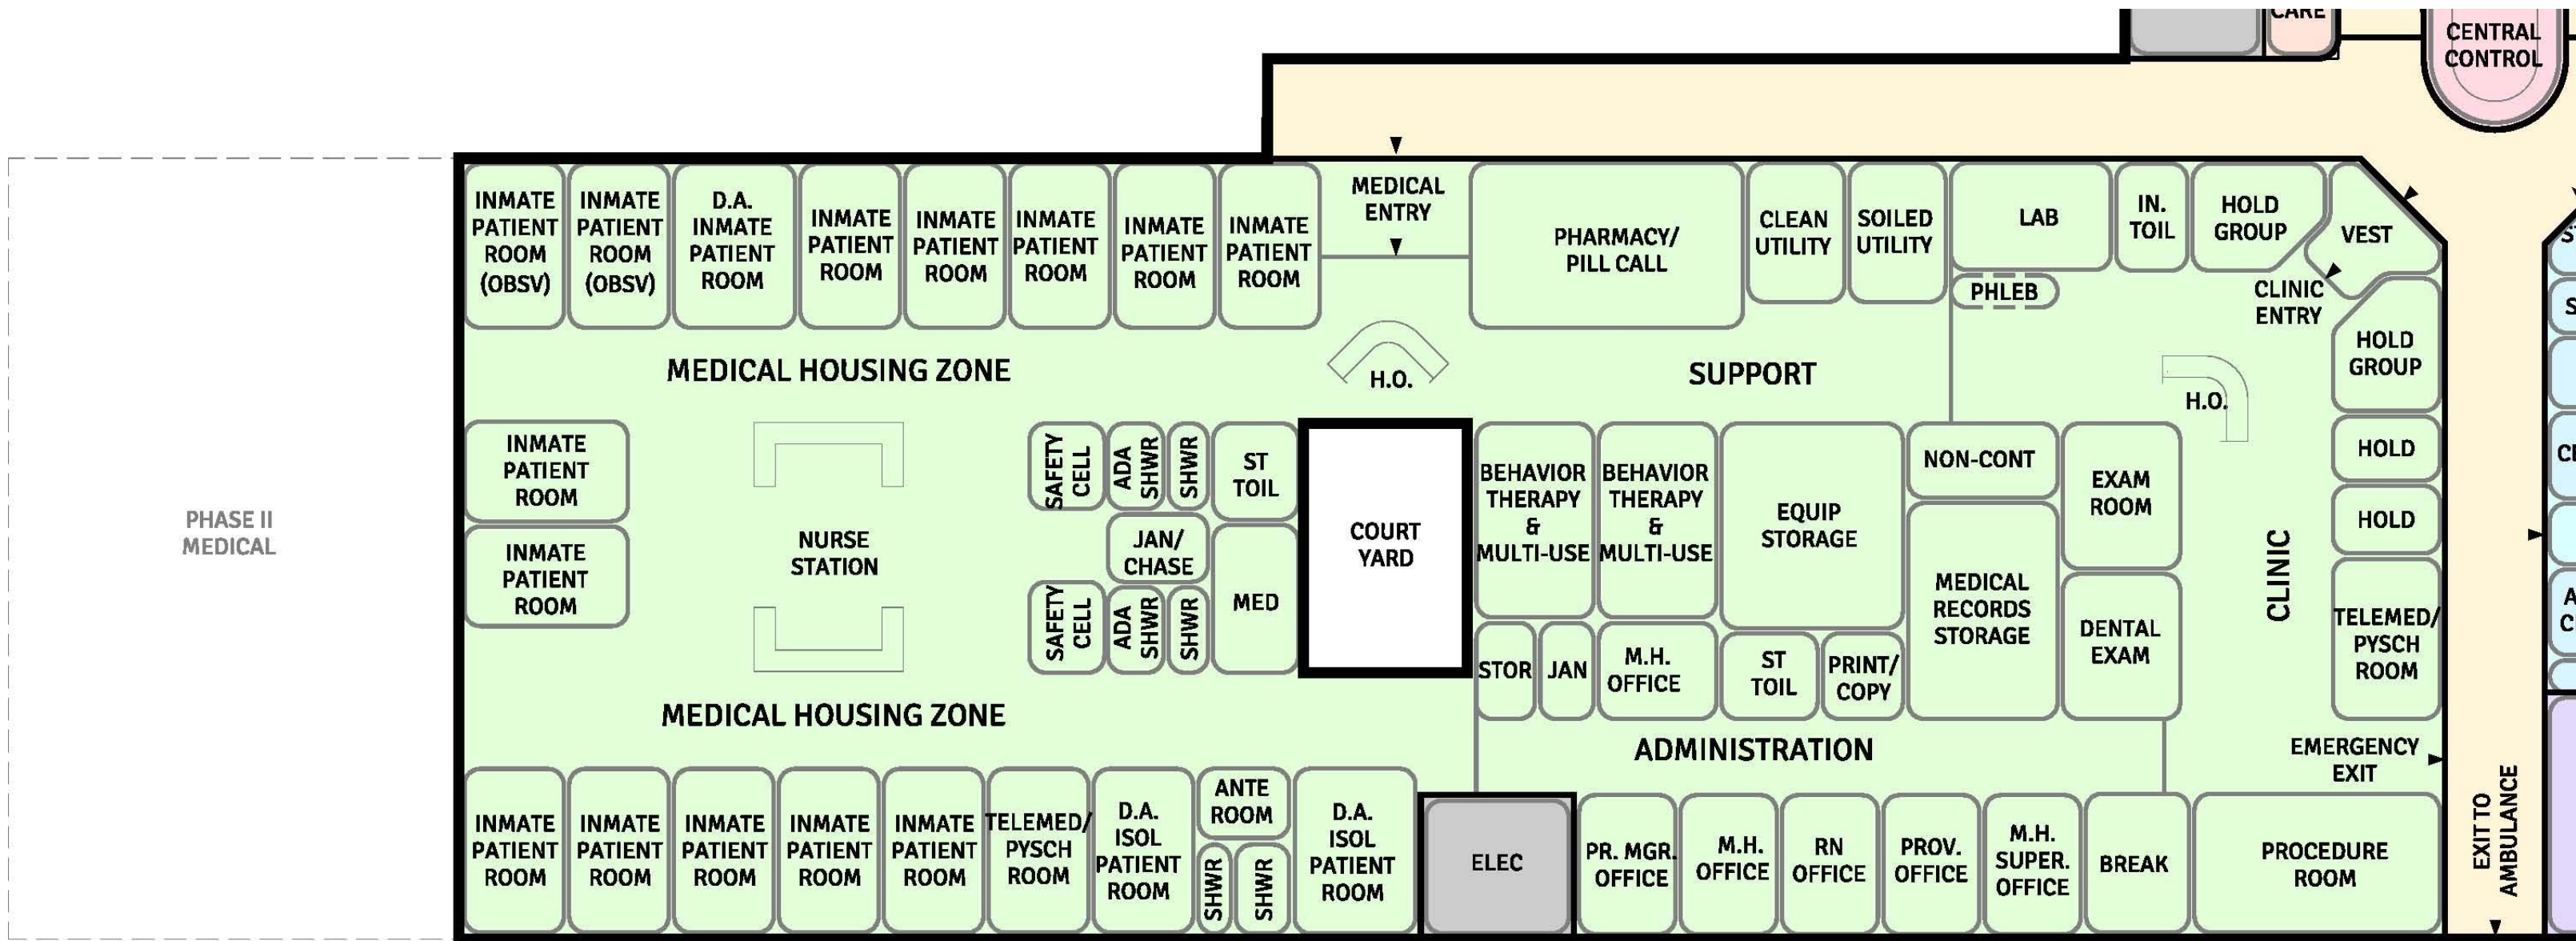 CARE
CENTRAL
CONTROL
INMATE
PATIENT
ROOM
(OBSV)
INMATE
PATIENT
ROOM
(OBSV)
D.A.
INMATE
PATIENT
ROOM
INMATE
PATIENT
ROOM
INMATE
PATIENT
ROOM
INMATE
PATIENT
ROOM
INMATE
PATIENT
ROOM
INMATE
PATIENT
ROOM
MEDICAL
ENTRY
PHARMACY/
PILL CALL
CLEAN
UTILITY
SOILED
UTILITY
LAB
PHLEB
IN.
TOIL
HOLD
GROUP
VEST
CLINIC
ENTRY
HOLD
GROUP
MEDICAL HOUSING ZONE
H.O.
SUPPORT
H.O.
PHASE II
MEDICAL
INMATE
PATIENT
ROOM
INMATE
PATIENT
ROOM
NURSE
STATION
SAFETY
CELL
ADA
SHWR
SHWR
ST
TOIL
JAN/
CHASE
SAFETY
CELL
ADA
SHWR
SHWR
MED
COURT
YARD
BEHAVIOR
THERAPY
&
MULTI-USE
BEHAVIOR
THERAPY
&
MULTI-USE
EQUIP
STORAGE
NON-CONT
MEDICAL
RECORDS
STORAGE
EXAM
ROOM
DENTAL
EXAM
CLINIC
HOLD
HOLD
TELEMED/
PYSCH
ROOM
STOR
JAN
M.H.
OFFICE
ST
TOIL
PRINT/
COPY
MEDICAL HOUSING ZONE
ADMINISTRATION
EMERGENCY
EXIT
INMATE
PATIENT
ROOM
INMATE
PATIENT
ROOM
INMATE
PATIENT
ROOM
INMATE
PATIENT
ROOM
INMATE
PATIENT
ROOM
TELEMED/
PYSCH
ROOM
D.A.
ISOL
PATIENT
ROOM
ANTE
ROOM
SHWR
SHWR
D.A.
ISOL
PATIENT
ROOM
ELEC
PR. MGR.
OFFICE
M.H.
OFFICE
RN
OFFICE
PROV.
OFFICE
M.H.
SUPER.
OFFICE
BREAK
PROCEDURE
ROOM
EXIT TO
AMBULANCE